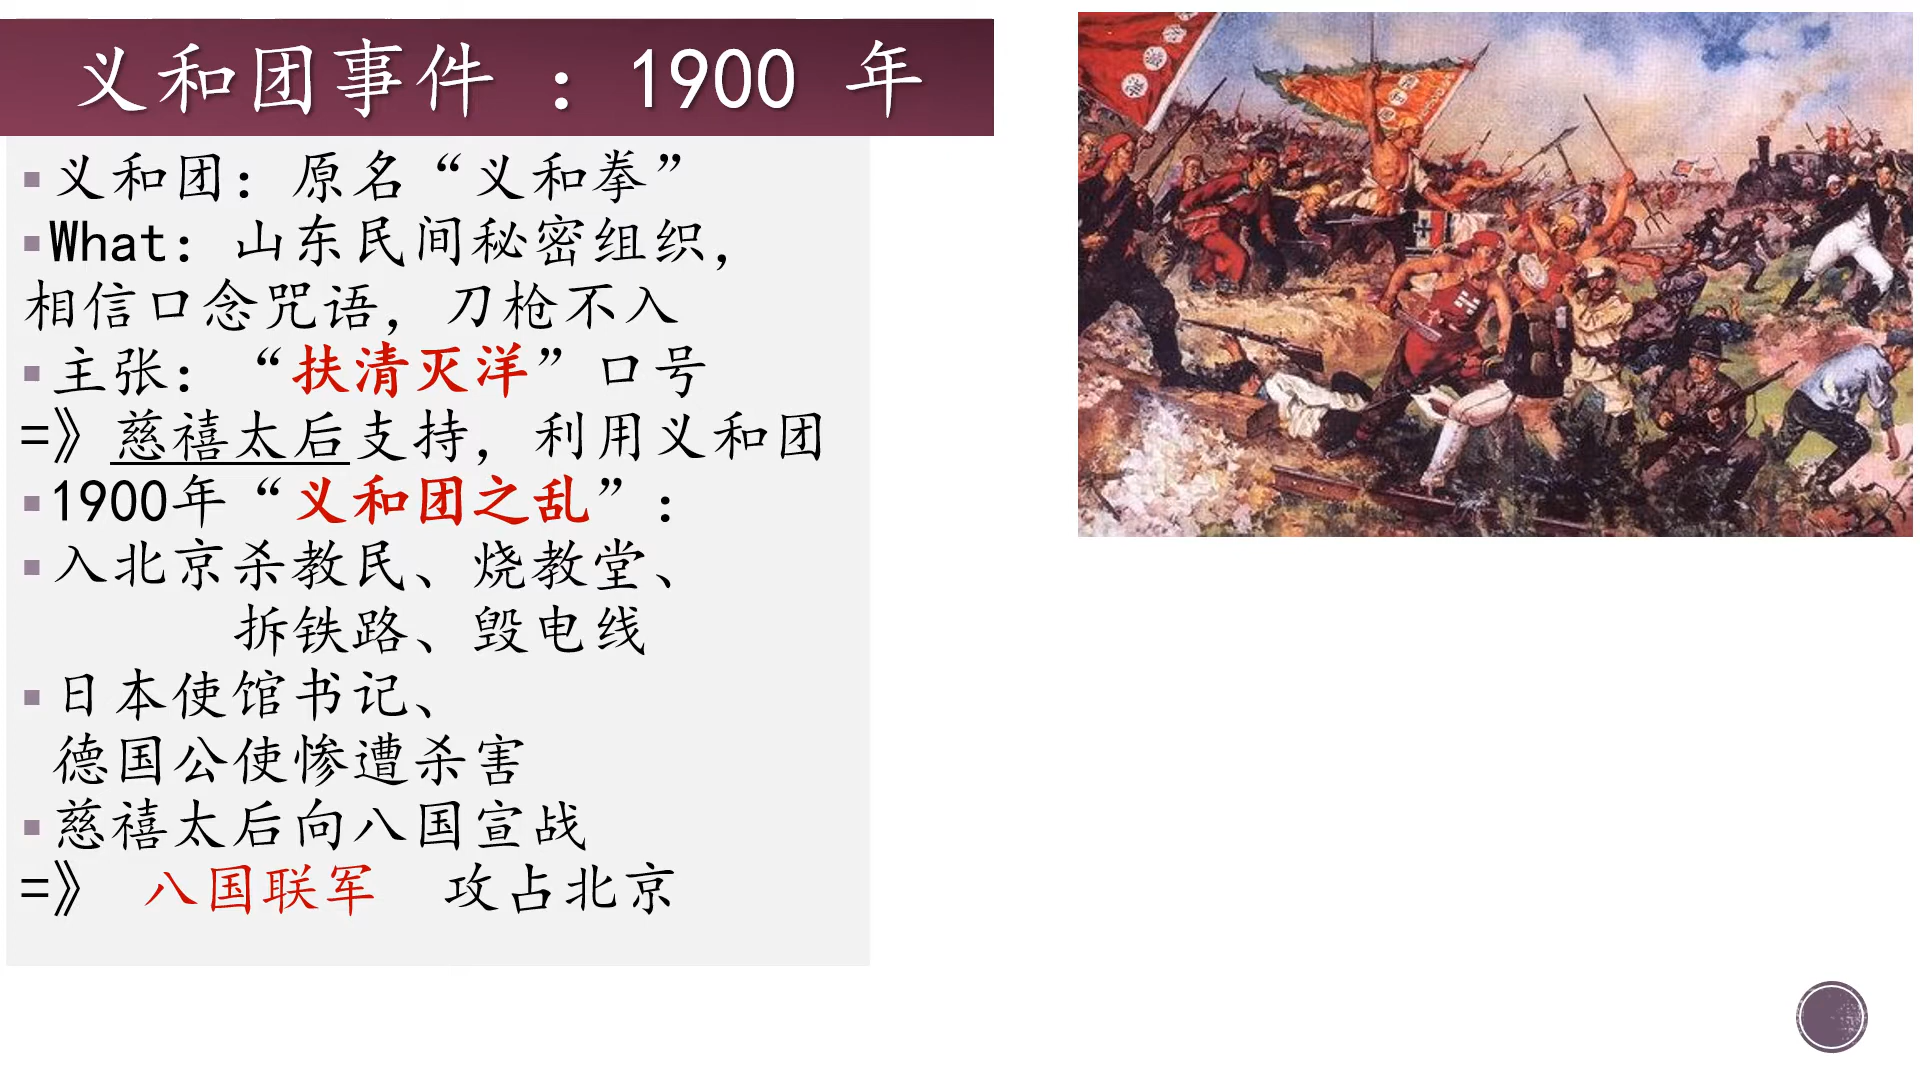 义和团事件 ：1900 年
▪义和团：原名“义和拳”
▪What：山东民间秘密组织，
相信口念咒语，刀枪不入
▪主张：“扶清灭洋”口号
=》慈禧太后支持，利用义和团
▪1900年“义和团之乱”：
▪入北京杀教民、烧教堂、
拆铁路、毁电线
▪日本使馆书记、
德国公使惨遭杀害
▪慈禧太后向八国宣战
=》 八国联军 攻占北京